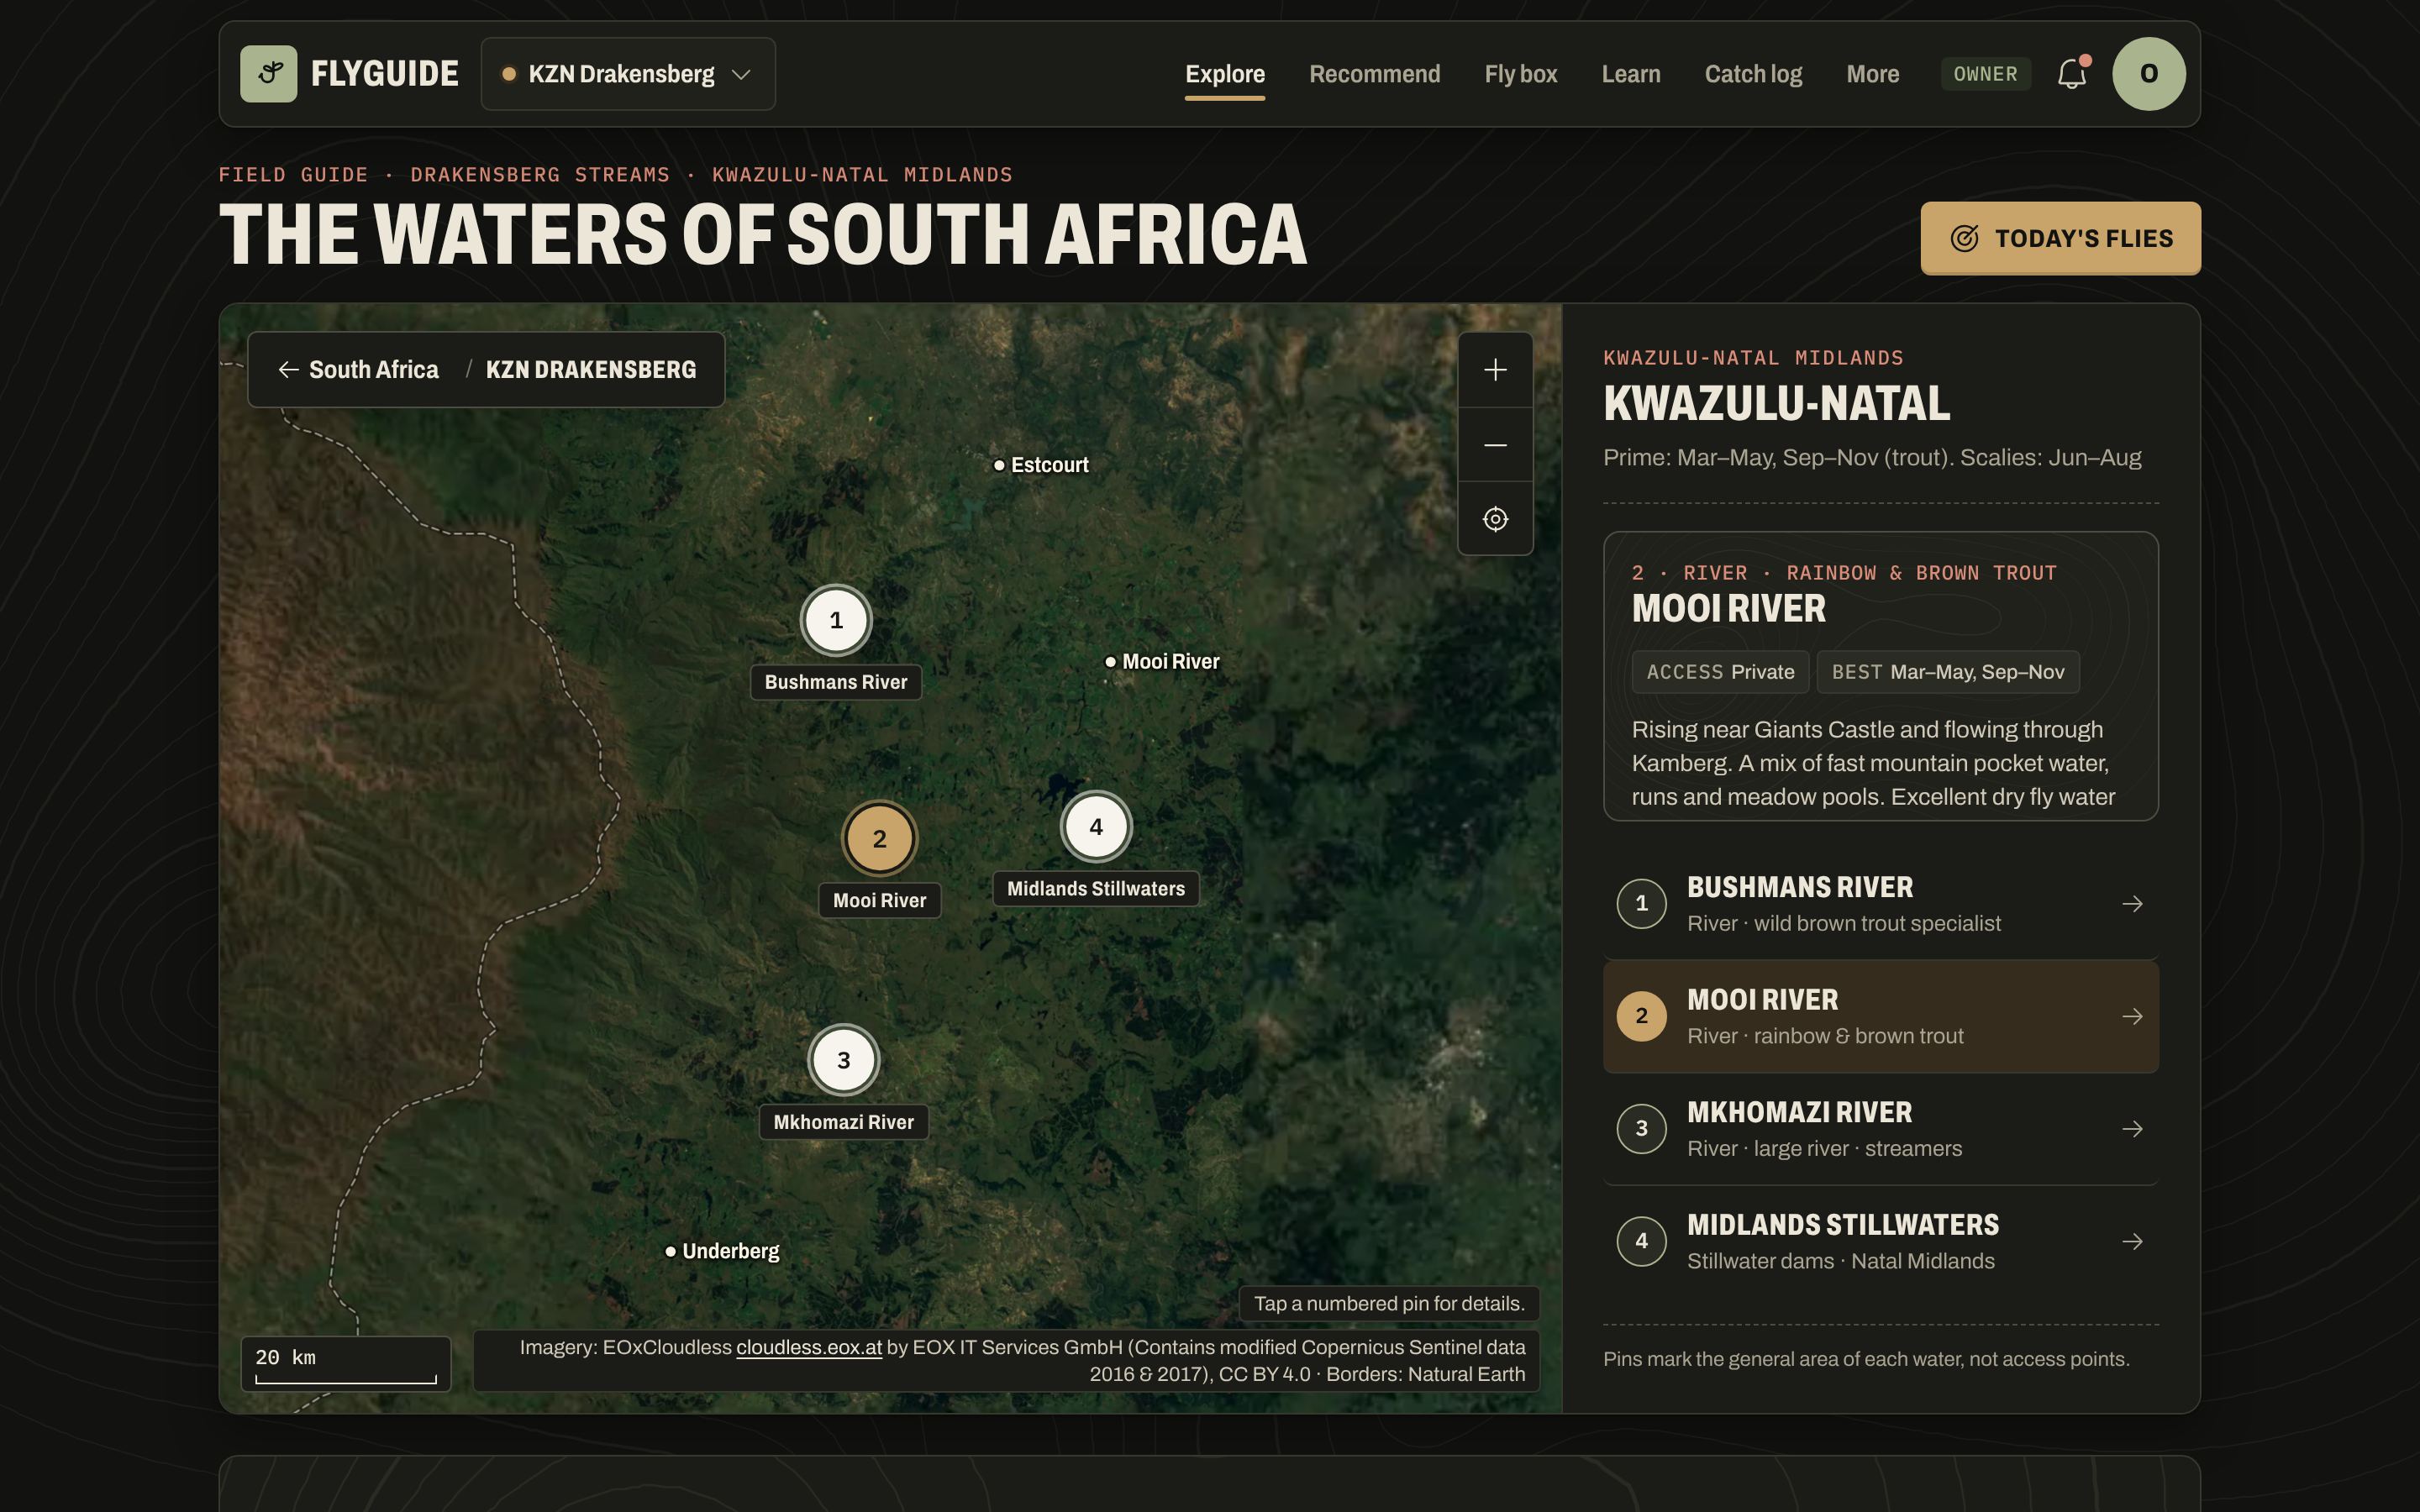 FLYGUIDE
KZN Drakensberg
Explore
Recommend
Fly box
Learn
Catch log
More
OWNER
O
FIELD GUIDE · DRAKENSBERG STREAMS · KWAZULU-NATAL MIDLANDS
THE WATERS OF SOUTH AFRICA
TODAY'S FLIES
South Africa / KZN DRAKENSBERG
Estcourt
1
Bushmans River
Mooi River
2
Mooi River
4
Midlands Stillwaters
3
Mkhomazi River
Underberg
Tap a numbered pin for details.
20 km
Imagery: EOxCloudless cloudless.eox.at by EOX IT Services GmbH (Contains modified Copernicus Sentinel data
2016 & 2017), CC BY 4.0 · Borders: Natural Earth
KWAZULU-NATAL MIDLANDS
KWAZULU-NATAL
Prime: Mar–May, Sep–Nov (trout). Scalies: Jun–Aug
2 · RIVER · RAINBOW & BROWN TROUT
MOOI RIVER
ACCESS Private
BEST Mar–May, Sep–Nov
Rising near Giants Castle and flowing through
Kamberg. A mix of fast mountain pocket water,
runs and meadow pools. Excellent dry fly water
1
BUSHMANS RIVER
River · wild brown trout specialist
2
MOOI RIVER
River · rainbow & brown trout
3
MKHOMAZI RIVER
River · large river · streamers
4
MIDLANDS STILLWATERS
Stillwater dams · Natal Midlands
Pins mark the general area of each water, not access points.